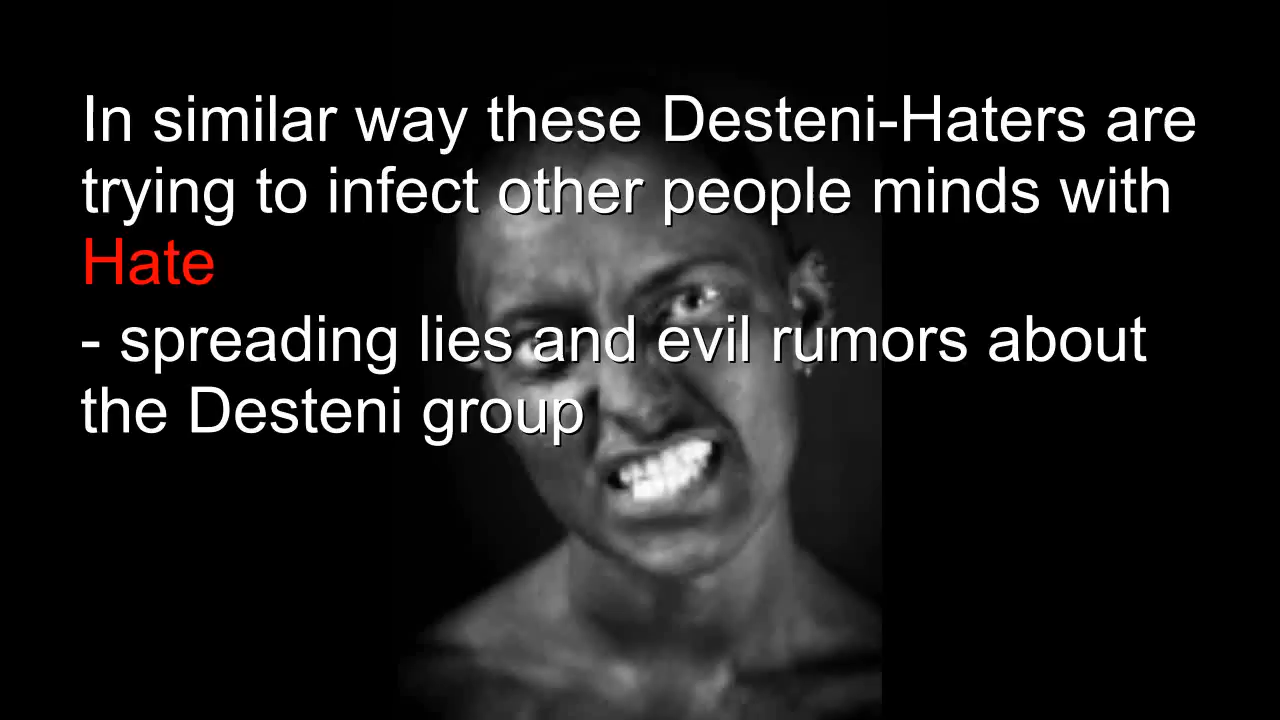 In similar way these Desteni-Haters are
trying to infect other people minds with
Hate
- spreading lies and evil rumors about
the Desteni group